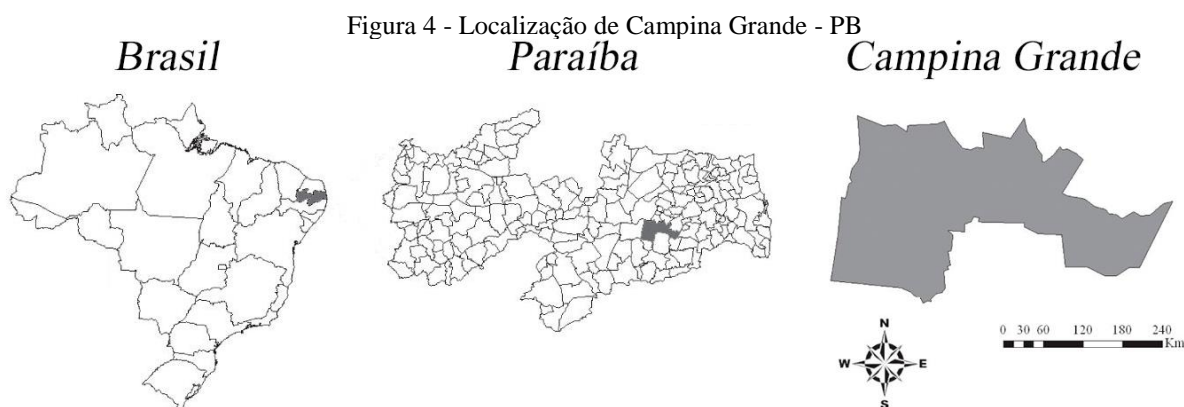 Figura 4 - Localização de Campina Grande - PB
Brasil
Paraíba
Campina Grande
N
W E
S
0 30 60 120 180 240
Km